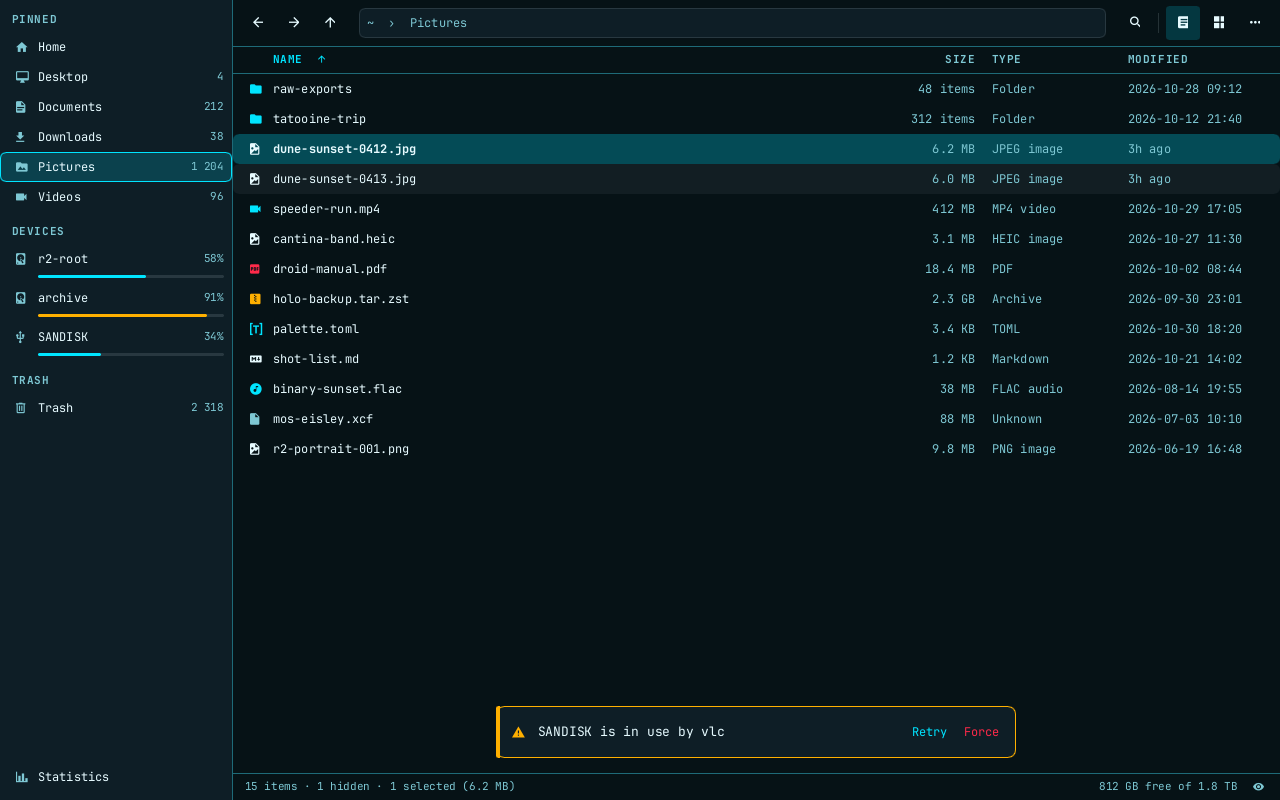 PINNED
Home
Desktop 4
Documents 212
Downloads 38
Pictures 1 204
Videos 96
DEVICES
r2-root 58%
archive 91%
SANDISK 34%
TRASH
Trash 2 318
Statistics
~ › Pictures
NAME ↑ SIZE TYPE MODIFIED
raw-exports 48 items Folder 2026-10-28 09:12
tatooine-trip 312 items Folder 2026-10-12 21:40
dune-sunset-0412.jpg 6.2 MB JPEG image 3h ago
dune-sunset-0413.jpg 6.0 MB JPEG image 3h ago
speeder-run.mp4 412 MB MP4 video 2026-10-29 17:05
cantina-band.heic 3.1 MB HEIC image 2026-10-27 11:30
droid-manual.pdf 18.4 MB PDF 2026-10-02 08:44
holo-backup.tar.zst 2.3 GB Archive 2026-09-30 23:01
palette.toml 3.4 KB TOML 2026-10-30 18:20
shot-list.md 1.2 KB Markdown 2026-10-21 14:02
binary-sunset.flac 38 MB FLAC audio 2026-08-14 19:55
mos-eisley.xcf 88 MB Unknown 2026-07-03 10:10
r2-portrait-001.png 9.8 MB PNG image 2026-06-19 16:48
SANDISK is in use by vlc Retry Force
15 items · 1 hidden · 1 selected (6.2 MB) 812 GB free of 1.8 TB